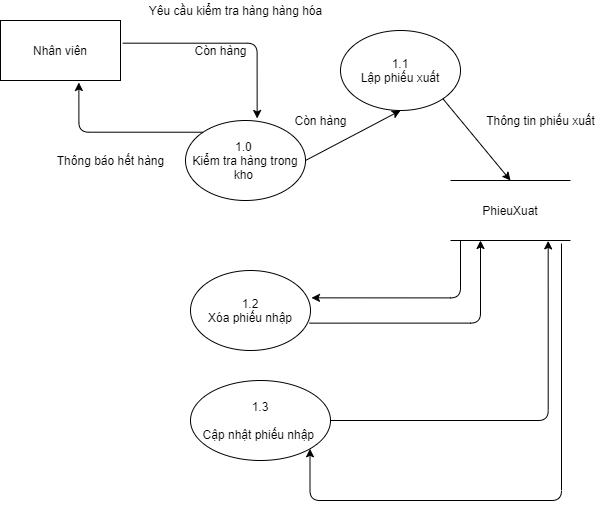 Yêu cầu kiểm tra hàng hàng hóa
Nhân viên
Còn hàng
1.1
Lập phiếu xuất
Còn hàng
Thông tin phiếu xuất
1.0
Kiểm tra hàng trong
kho
Thông báo hết hàng
PhieuXuat
1.2
Xóa phiếu nhập
1.3
Cập nhật phiếu nhập